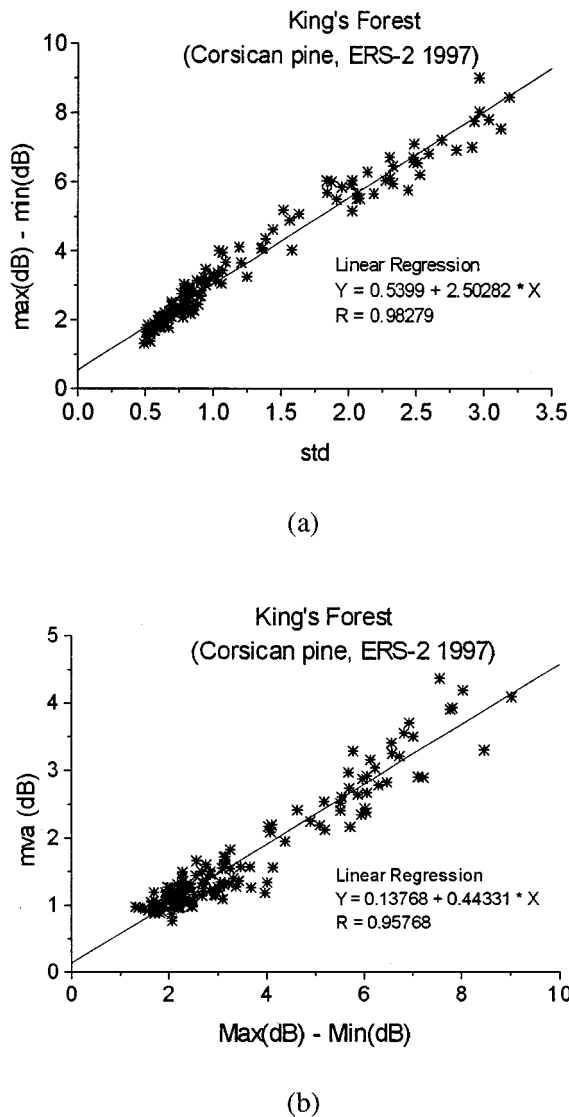 King's Forest
(Corsican pine, ERS-2 1997)
10
8
6
4
2
0
max(dB) - min(dB)
Linear Regression
Y = 0.5399 + 2.50282 * X
R = 0.98279
0.0 0.5 1.0 1.5 2.0 2.5 3.0 3.5
std
(a)
King's Forest
(Corsican pine, ERS-2 1997)
5
4
3
2
1
0
mva (dB)
Linear Regression
Y = 0.13768 + 0.44331 * X
R = 0.95768
0 2 4 6 8 10
Max(dB) - Min(dB)
(b)